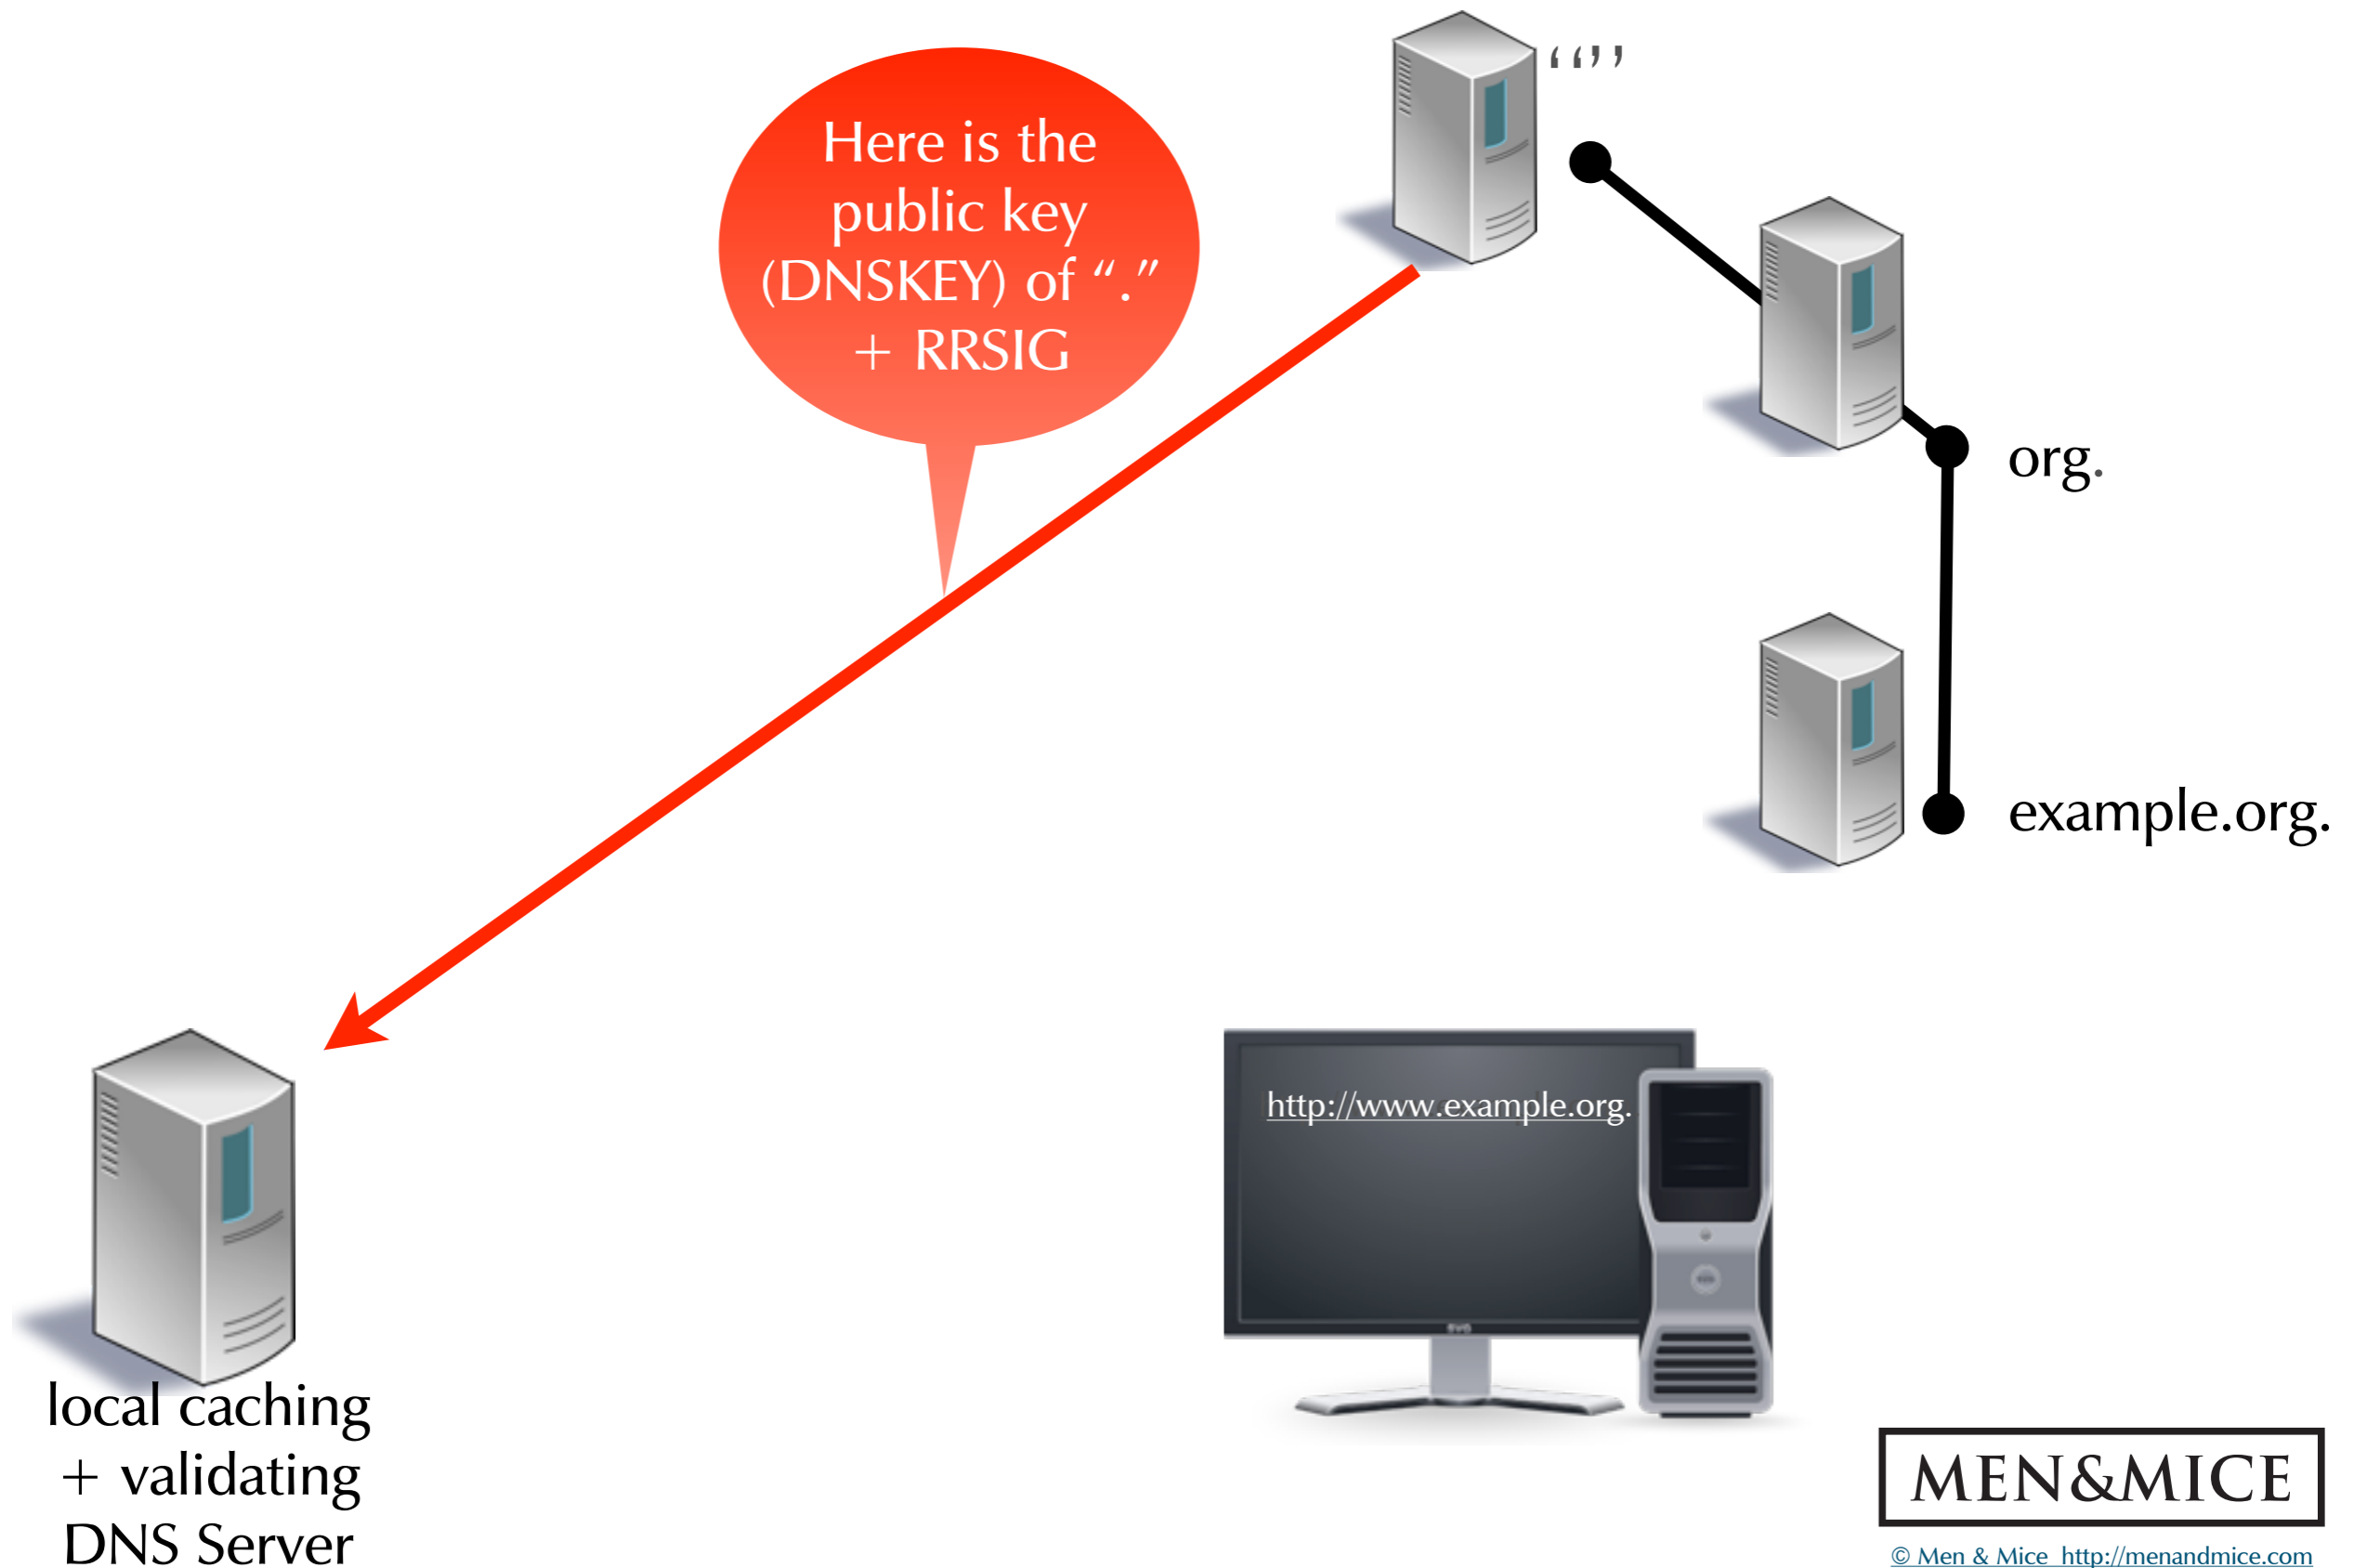 “”
Here is the
public key
(DNSKEY) of “.”
+ RRSIG
org.
example.org.
http://www.example.org.
local caching
+ validating
DNS Server
MEN&MICE
© Men & Mice http://menandmice.com